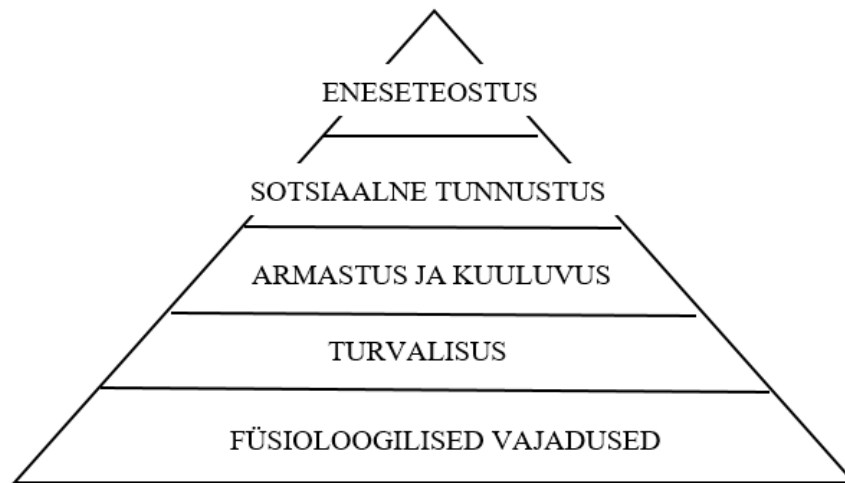 ENESETEOSTUS
SOTSIAALNE TUNNUSTUS
ARMASTUS JA KUULUVUS
TURVALISUS
FÜSIOLOOGILISED VAJADUSED